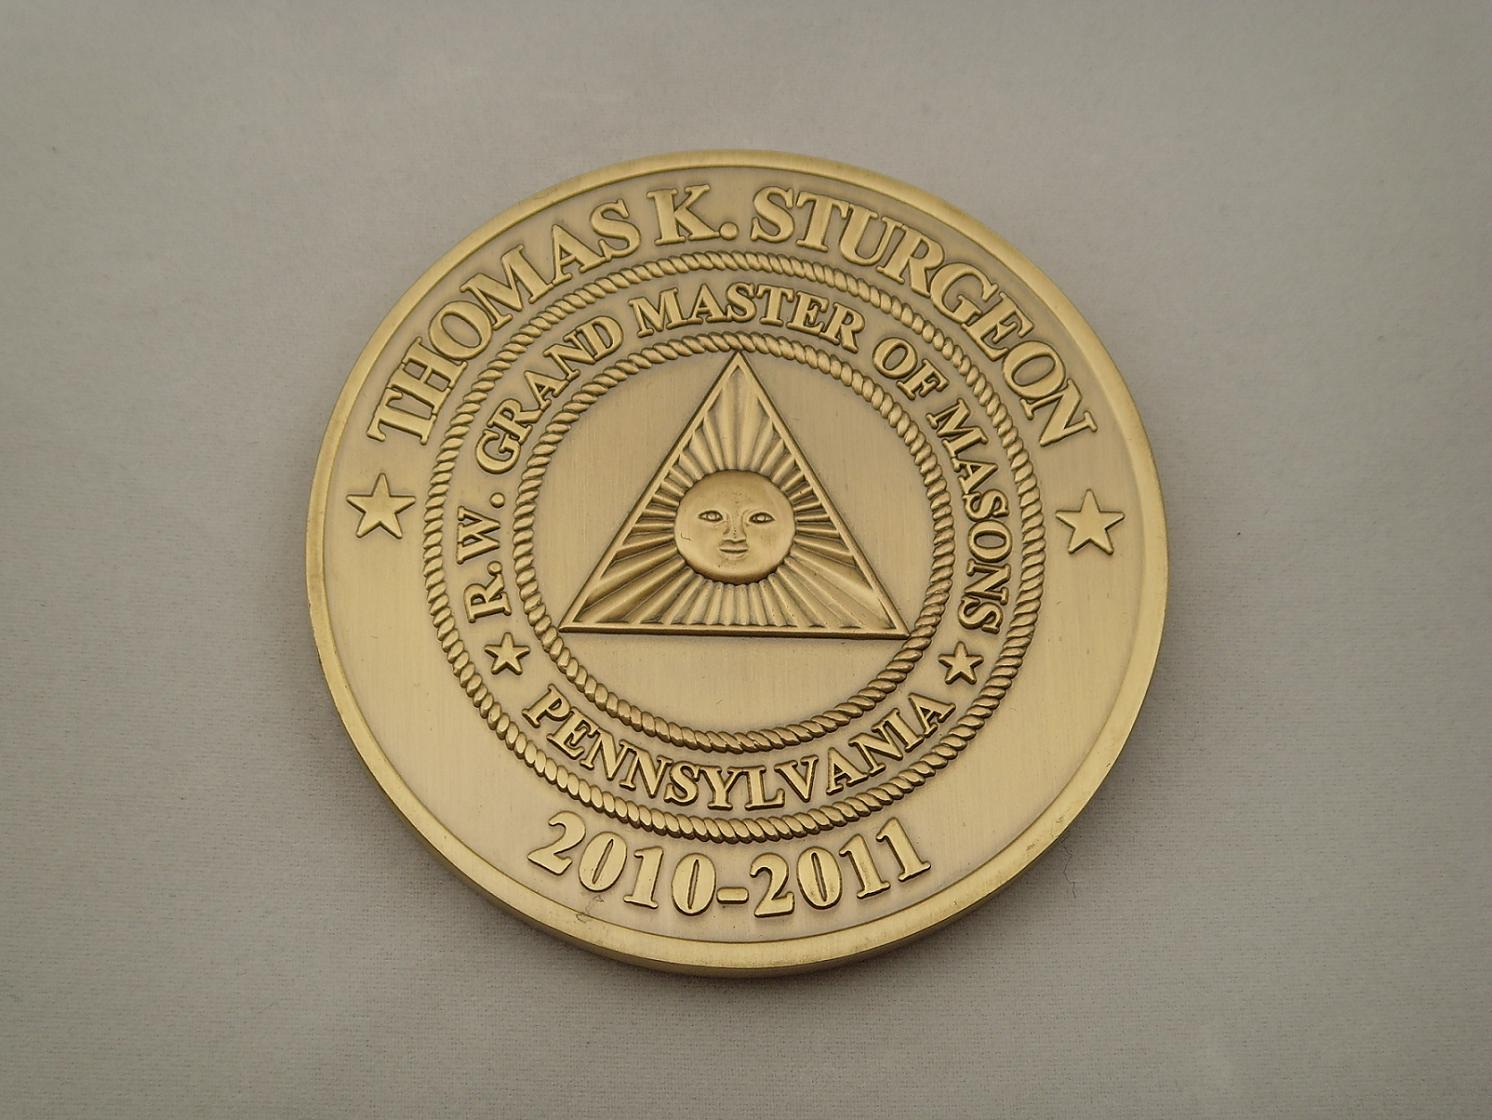 THOMAS K. STURGEON
R.W. GRAND MASTER OF MASONS
PENNSYLVANIA
2010-2011